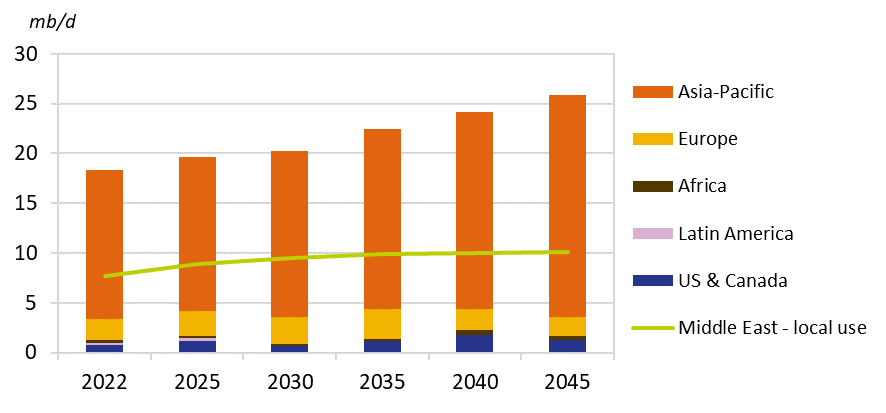 mb/d
30
25
20
15
10
5
0
2022 2025 2030 2035 2040 2045
Asia-Pacific
Europe
Africa
Latin America
US & Canada
Middle East - local use